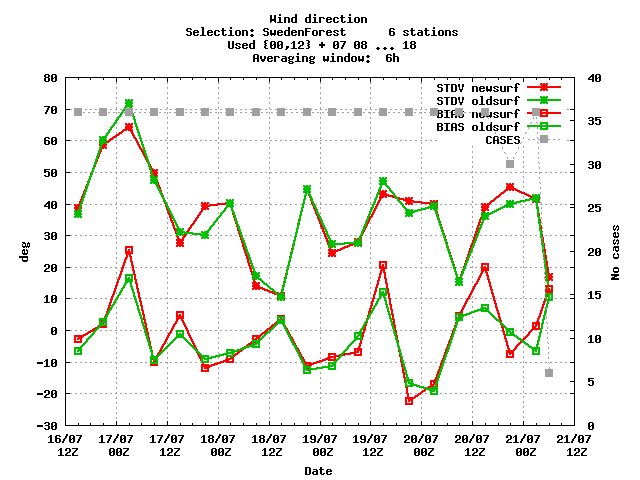 Wind direction
Selection: SwedenForest 6 stations
Used {00,12} + 07 08 ... 18
Averaging window: 6h
80 40
STDV newsurf
STDV oldsurf
70
BIAS newsurf
35
BIAS oldsurf
60
CASES
50 30
40 25
30
deg No cases
20 20
10 15
0 10
-10
-20 5
-30 0
16/07 17/07 17/07 18/07 18/07 19/07 19/07 20/07 20/07 21/07 21/07
12Z 00Z 12Z 00Z 12Z 00Z 12Z 00Z 12Z 00Z 12Z
Date